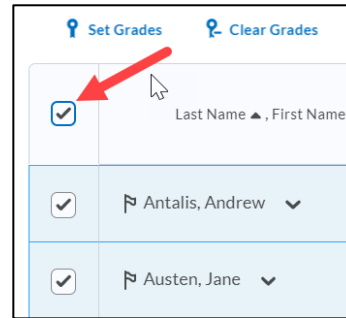 Set Grades Clear Grades
Last Name ▲ , First Name
Antalis, Andrew
Austen, Jane